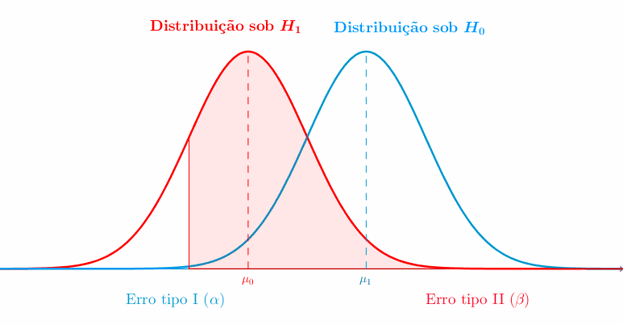 Distribuição sob H₁
Distribuição sob H₀
μ₀
μ₁
Erro tipo I (α)
Erro tipo II (β)